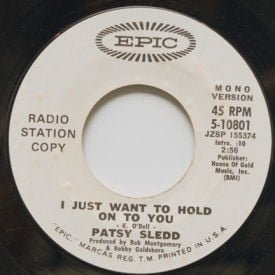 EPIC
MONO
VERSION
RADIO
STATION
COPY
45 RPM
5-10801
JZSP 155374
Intro. :10
2:56
Publisher:
House Of Gold
Music, Inc.
(BMI)
I JUST WANT TO HOLD
ON TO YOU
- K. O'Dell -
PATSY SLEDD
Produced by Bob Montgomery
& Bobby Goldsboro
"EPIC", MARCAS REG. T.M. PRINTED IN U.S.A.